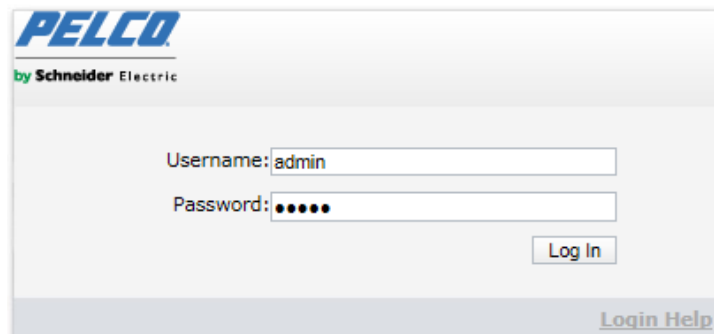 PELCO
by Schneider Electric
Username: admin
Password: •••••
Log In
Login Help